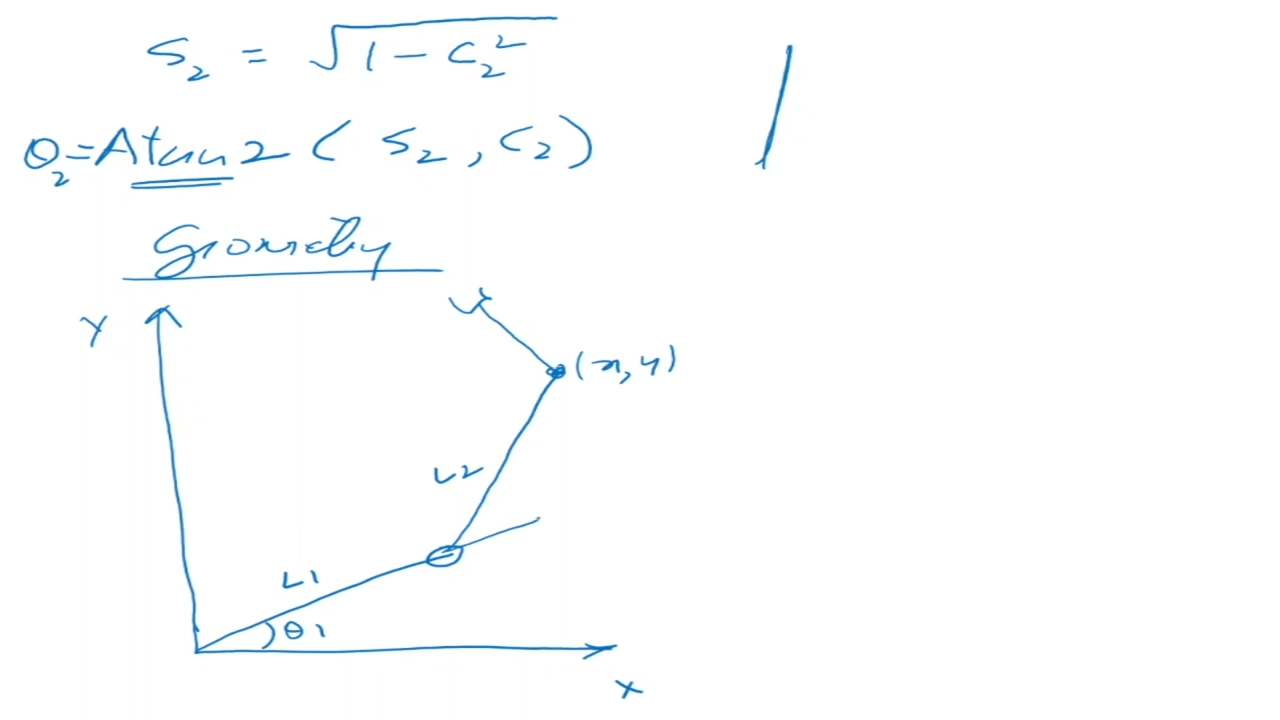 S₂ = √1 - C₂²
θ₂ = Atan2 ( S₂, C₂ )
Geometry
Y
(x, y)
L2
L1
θ1
X